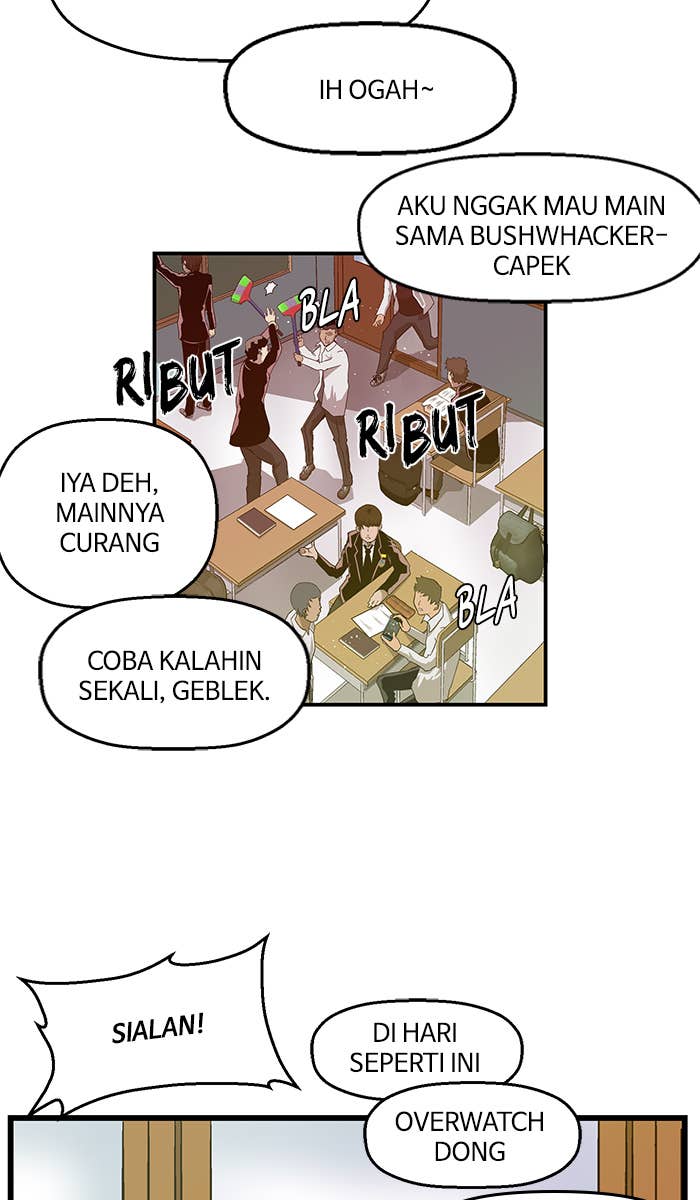 IH OGAH~
AKU NGGAK MAU MAIN
SAMA BUSHWHACKER-
CAPEK
BLA
RIBUT
RIBUT
IYA DEH,
MAINNYA
CURANG
BLA
COBA KALAHIN
SEKALI, GEBLEK.
SIALAN!
DI HARI
SEPERTI INI
OVERWATCH
DONG